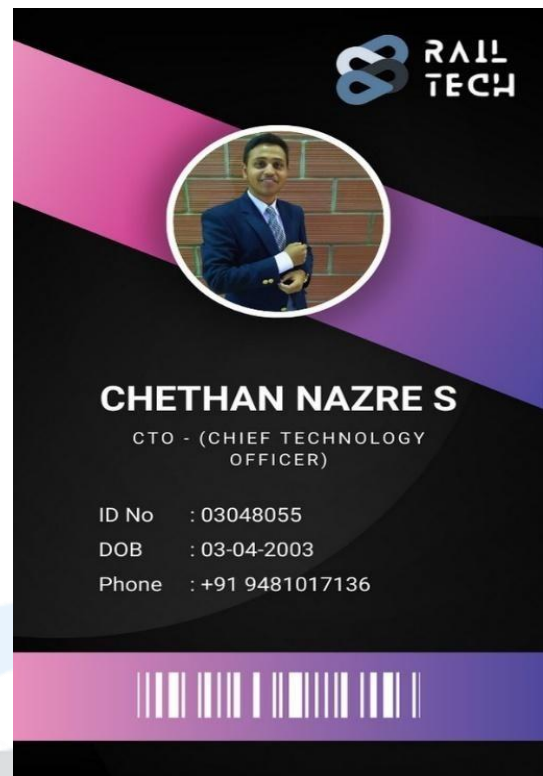 RAIL
TECH
CHETHAN NAZRE S
CTO - (CHIEF TECHNOLOGY
OFFICER)
ID No : 03048055
DOB : 03-04-2003
Phone : +91 9481017136